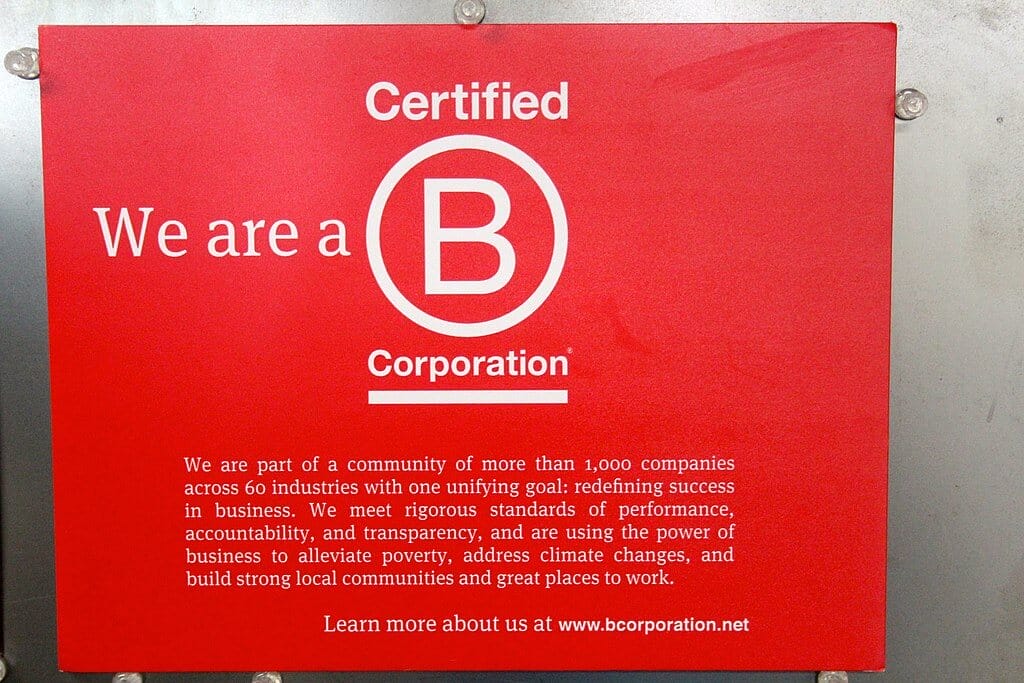 Certified
We are a B
Corporation®
We are part of a community of more than 1,000 companies
across 60 industries with one unifying goal: redefining success
in business. We meet rigorous standards of performance,
accountability, and transparency, and are using the power of
business to alleviate poverty, address climate changes, and
build strong local communities and great places to work.
Learn more about us at www.bcorporation.net